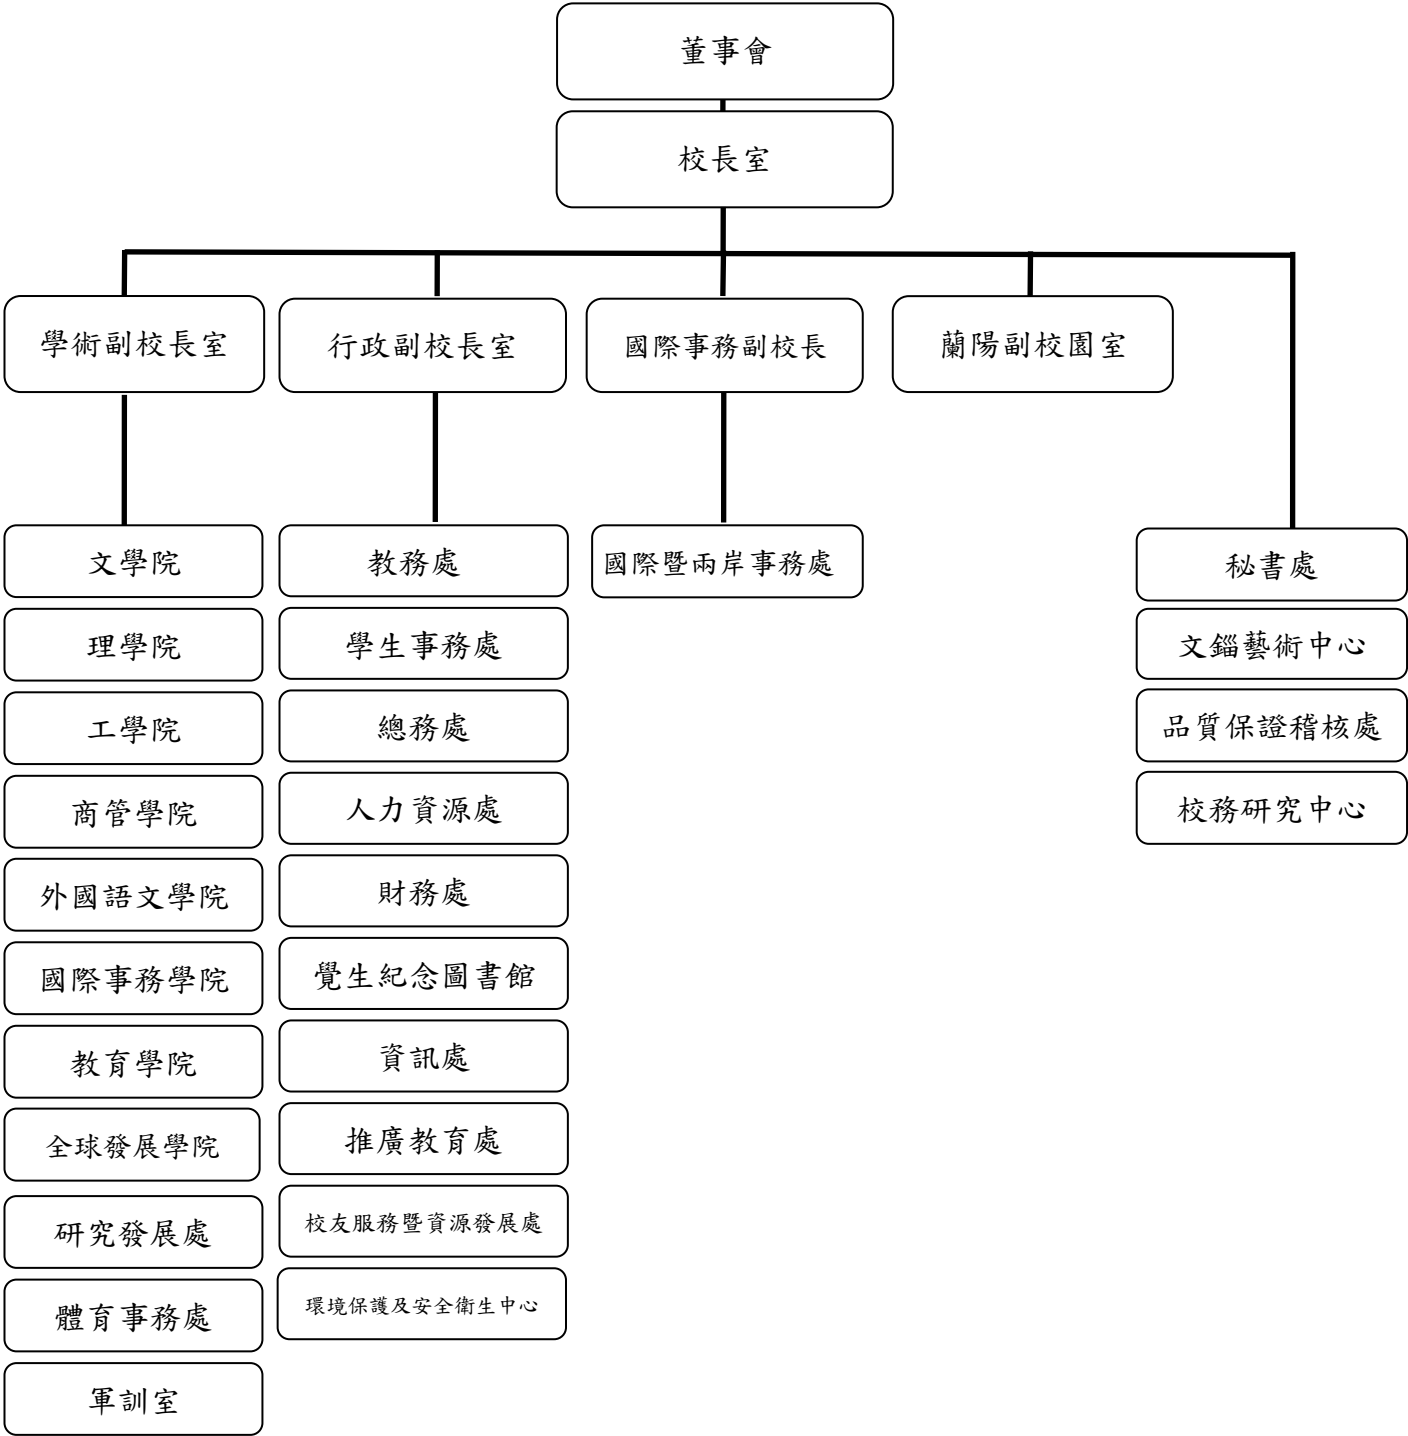 董事會
校長室
學術副校長室
行政副校長室
國際事務副校長
蘭陽副校園室
文學院
理學院
工學院
商管學院
外國語文學院
國際事務學院
教育學院
全球發展學院
研究發展處
體育事務處
軍訓室
教務處
學生事務處
總務處
人力資源處
財務處
覺生紀念圖書館
資訊處
推廣教育處
校友服務暨資源發展處
環境保護及安全衛生中心
國際暨兩岸事務處
秘書處
文錙藝術中心
品質保證稽核處
校務研究中心